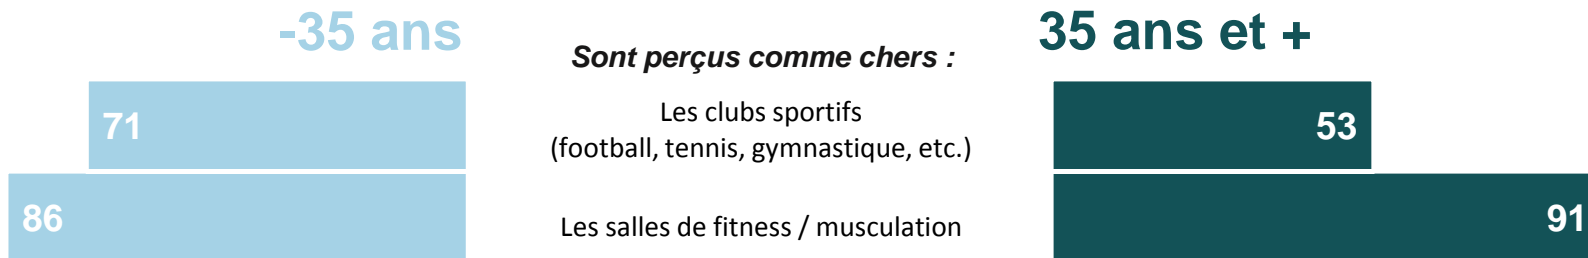 -35 ans
Sont perçus comme chers :
35 ans et +
71
Les clubs sportifs
(football, tennis, gymnastique, etc.)
53
86
Les salles de fitness / musculation
91